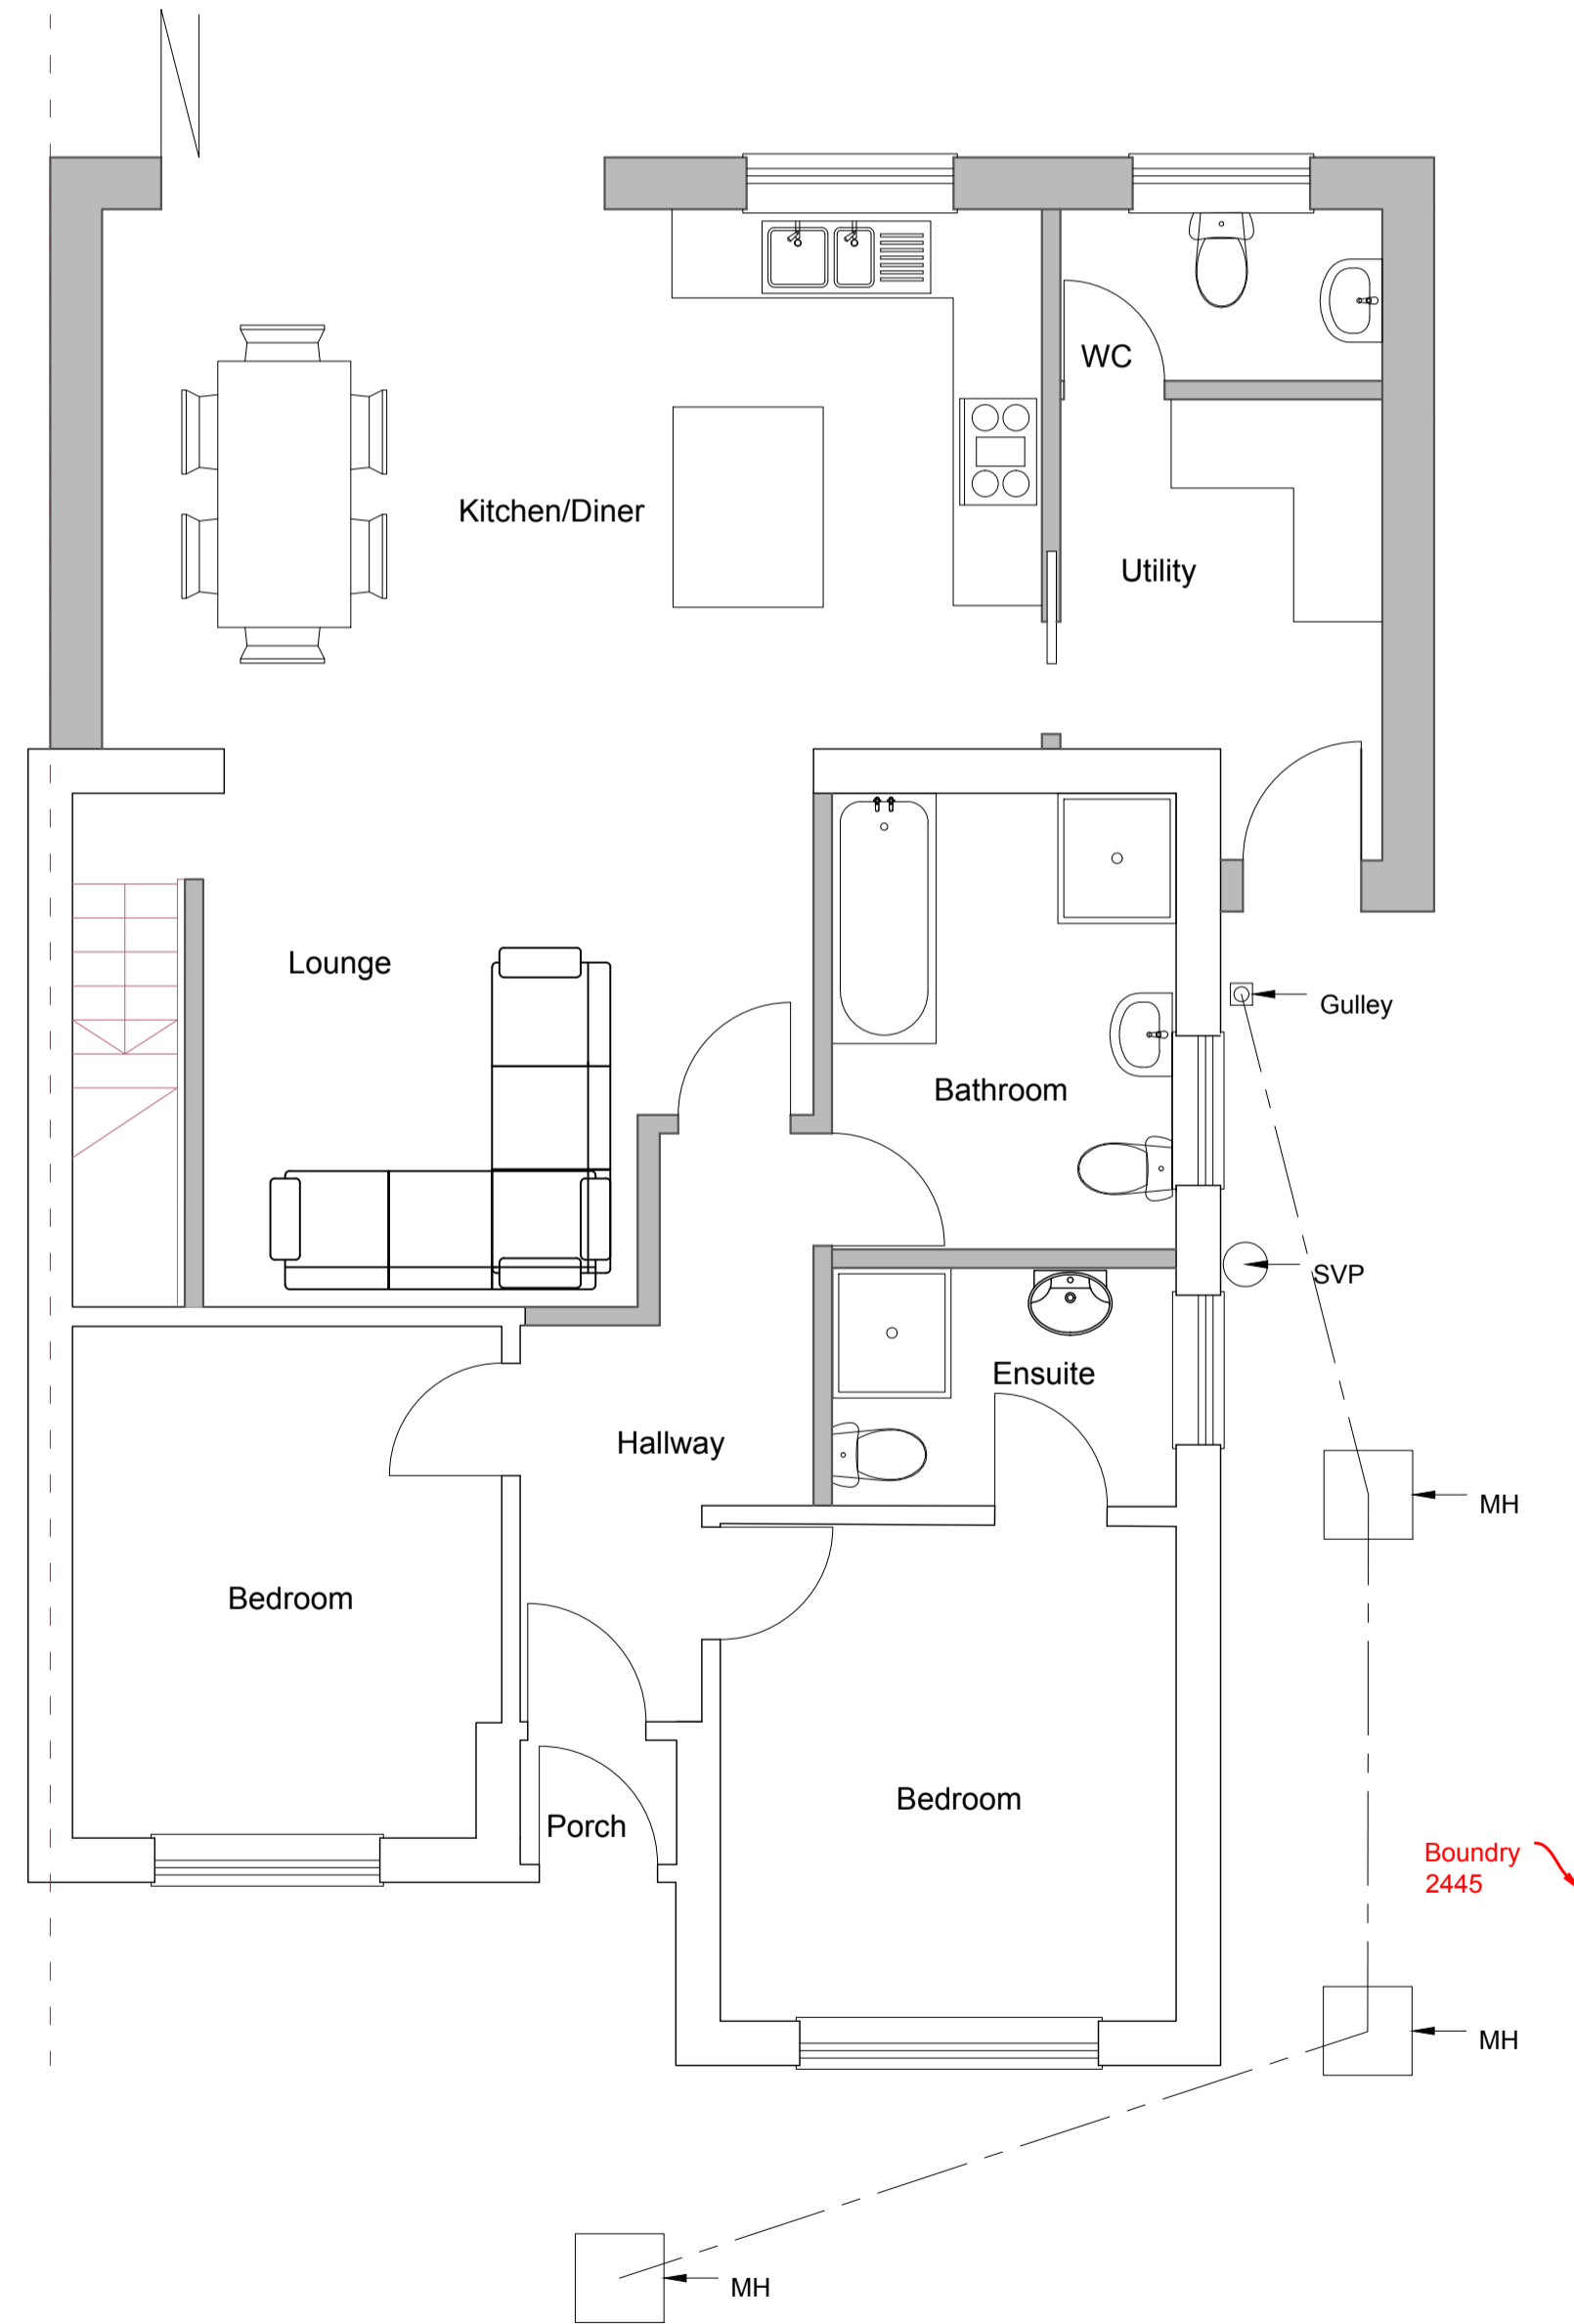 WC
Kitchen/Diner
Utility
Lounge
Gulley
Bathroom
SVP
Ensuite
Hallway
MH
Bedroom
Bedroom
Porch
Boundry
2445
MH
MH